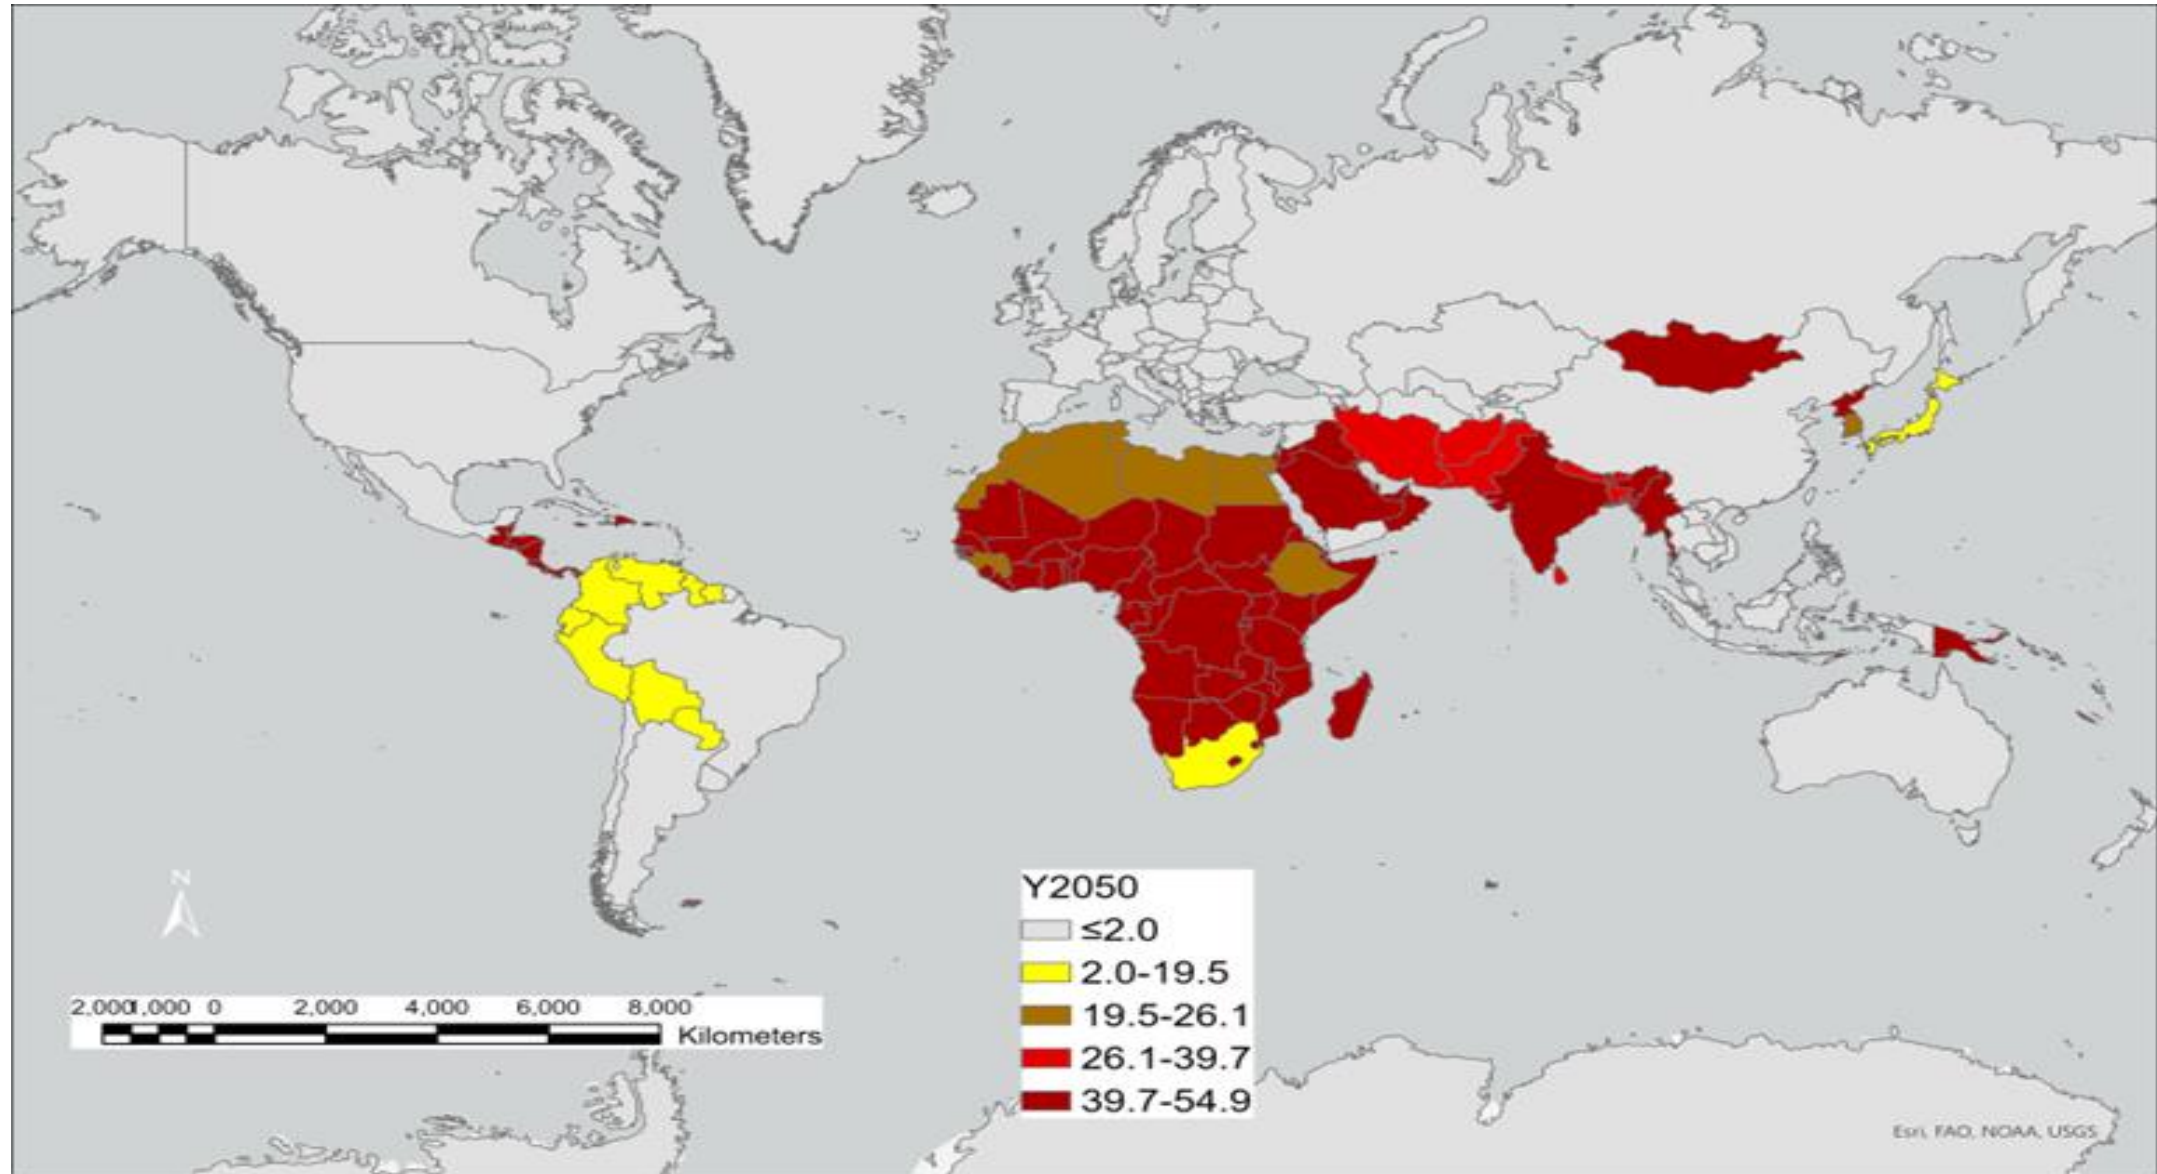 N
Y2050
≤2.0
2.0-19.5
19.5-26.1
26.1-39.7
39.7-54.9
2,000 1,000 0 2,000 4,000 6,000 8,000
Kilometers
Esri, FAO, NOAA, USGS